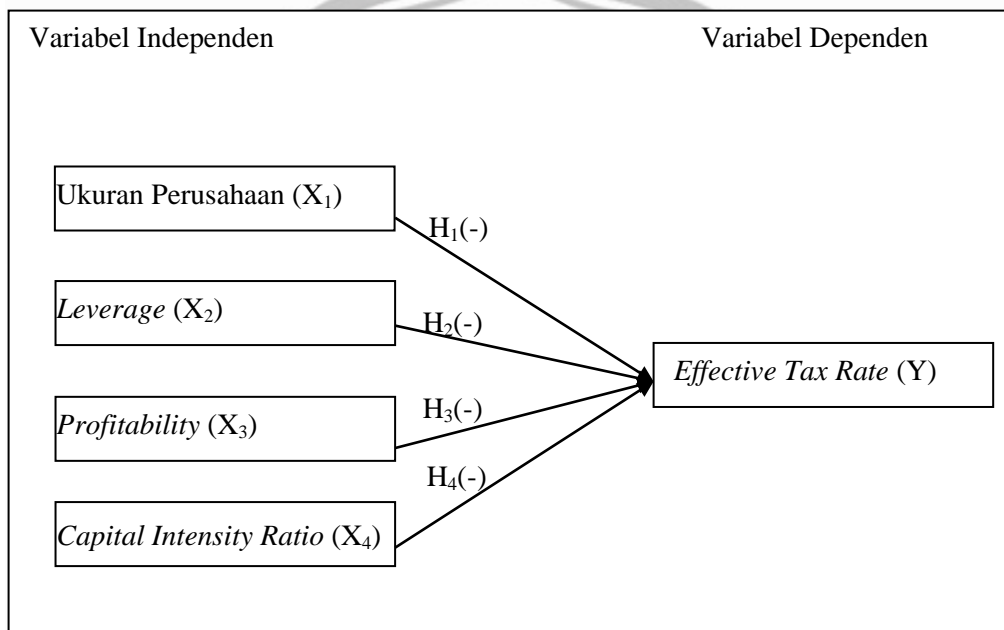 Variabel Independen
Variabel Dependen
Ukuran Perusahaan (X₁)
H₁(-)
Leverage (X₂)
H₂(-)
Effective Tax Rate (Y)
Profitability (X₃)
H₃(-)
H₄(-)
Capital Intensity Ratio (X₄)